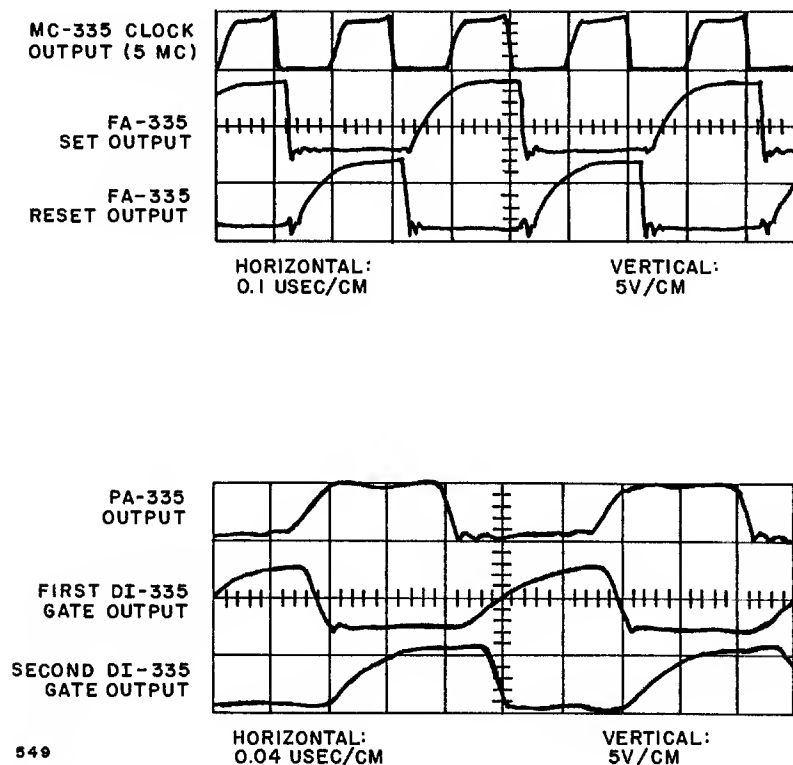 MC-335 CLOCK
OUTPUT (5 MC)
FA-335
SET OUTPUT
FA-335
RESET OUTPUT
HORIZONTAL:
0.1 USEC/CM
VERTICAL:
5V/CM
PA-335
OUTPUT
FIRST DI-335
GATE OUTPUT
SECOND DI-335
GATE OUTPUT
HORIZONTAL:
0.04 USEC/CM
VERTICAL:
5V/CM
549